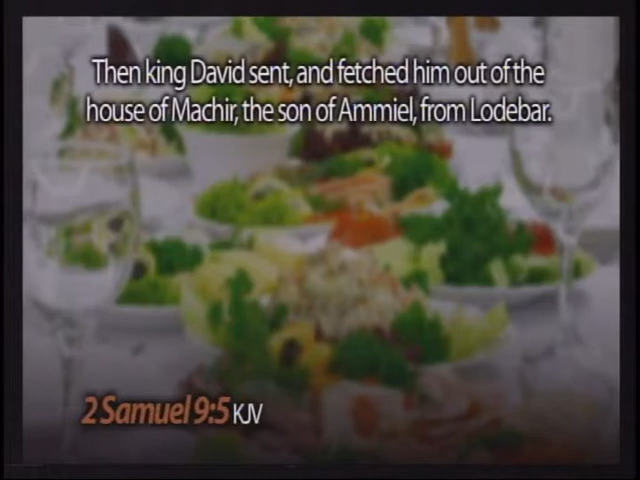 Then king David sent, and fetched him out of the
house of Machir, the son of Ammiel, from Lodebar.
2 Samuel 9:5 KJV